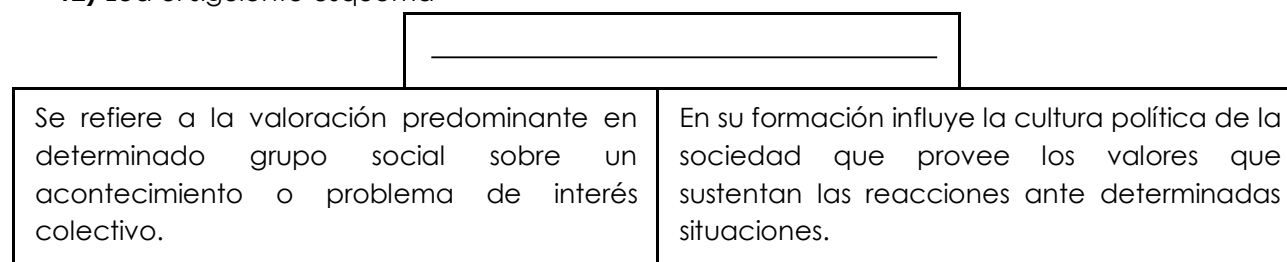 Se refiere a la valoración predominante en
determinado grupo social sobre un
acontecimiento o problema de interés
colectivo.
En su formación influye la cultura política de la
sociedad que provee los valores que
sustentan las reacciones ante determinadas
situaciones.